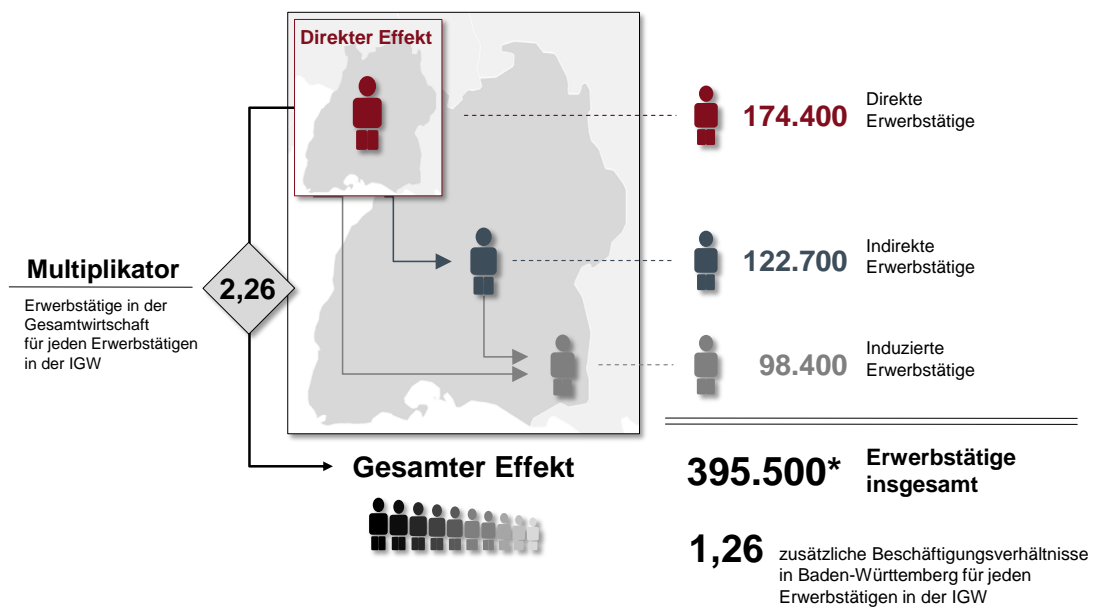 Direkter Effekt
174.400
Direkte
Erwerbstätige
122.700
Indirekte
Erwerbstätige
Multiplikator
2,26
Erwerbstätige in der
Gesamtwirtschaft
für jeden Erwerbstätigen
in der IGW
98.400
Induzierte
Erwerbstätige
Gesamter Effekt
395.500*
Erwerbstätige
insgesamt
1,26
zusätzliche Beschäftigungsverhältnisse
in Baden-Württemberg für jeden
Erwerbstätigen in der IGW